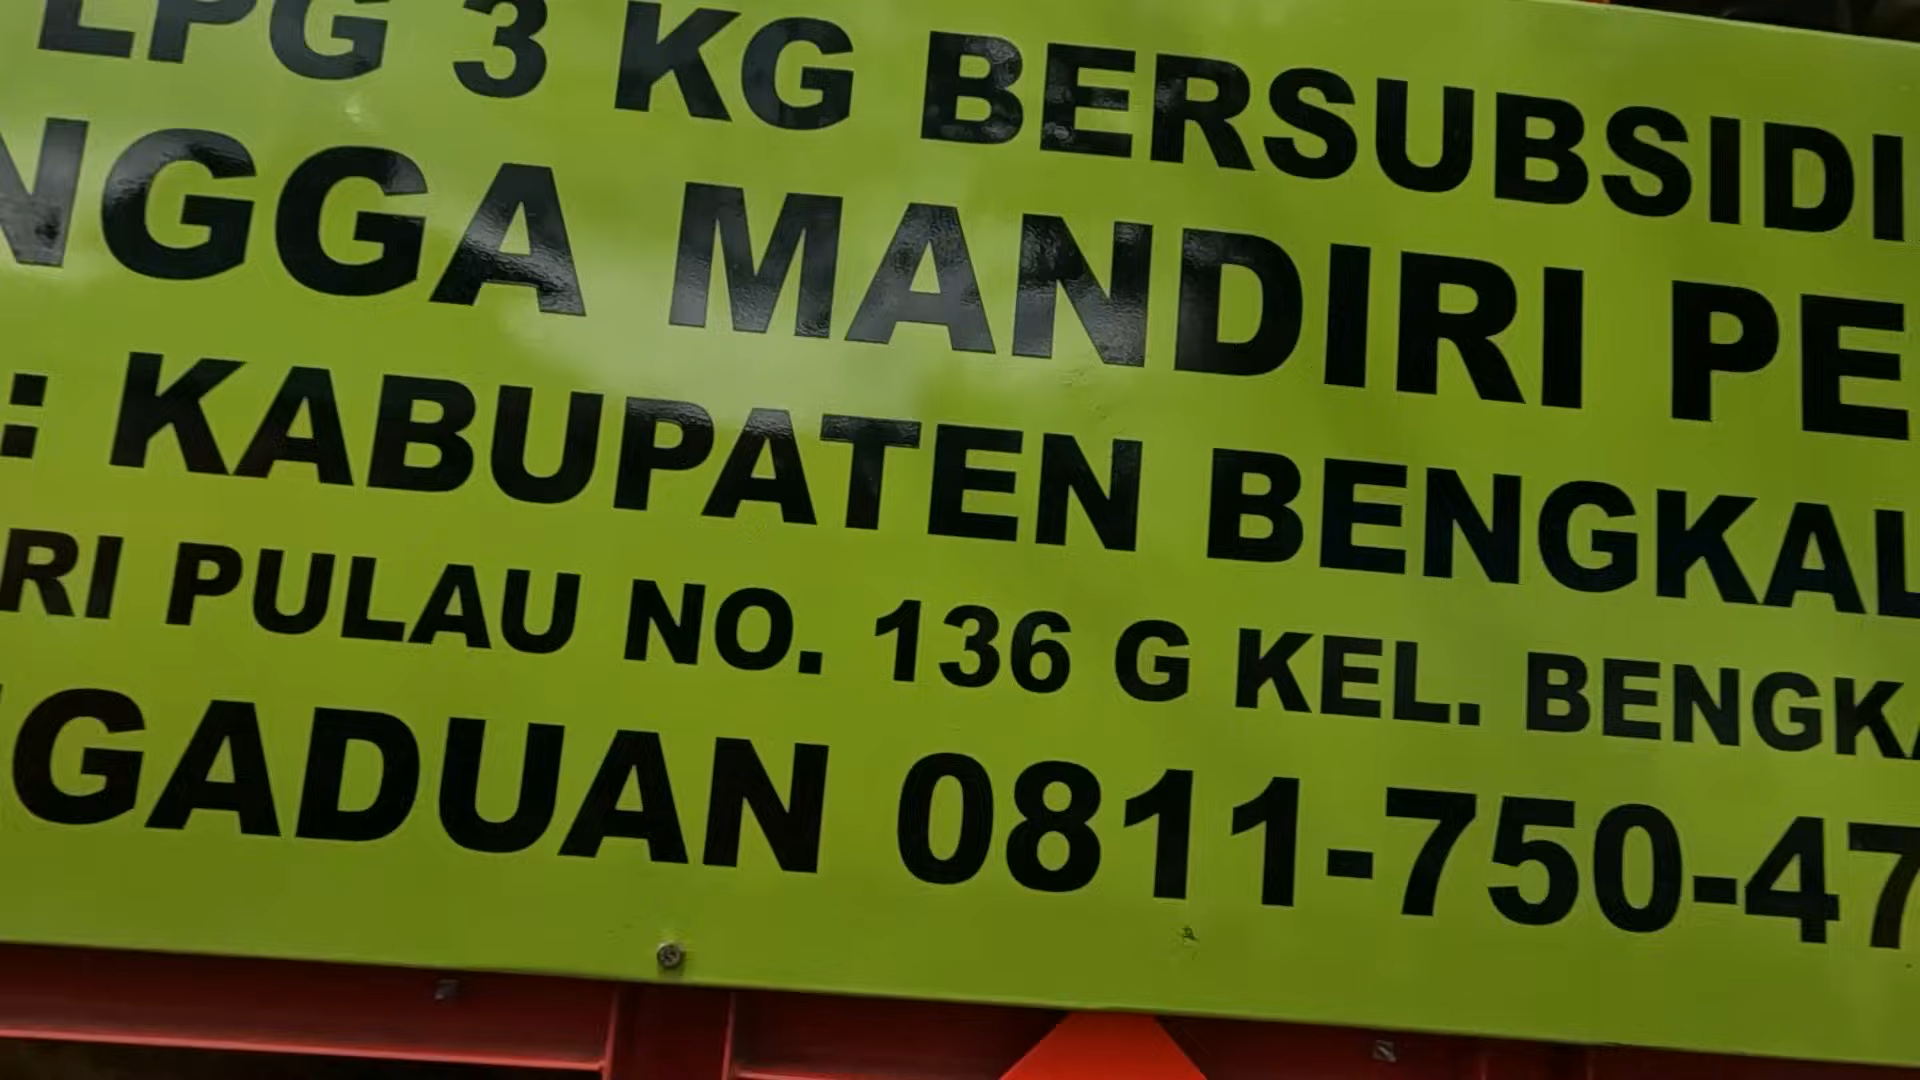 LPG 3 KG BERSUBSIDI
NGGA MANDIRI PE
: KABUPATEN BENGKAL
RI PULAU NO. 136 G KEL. BENGKA
GADUAN 0811-750-47